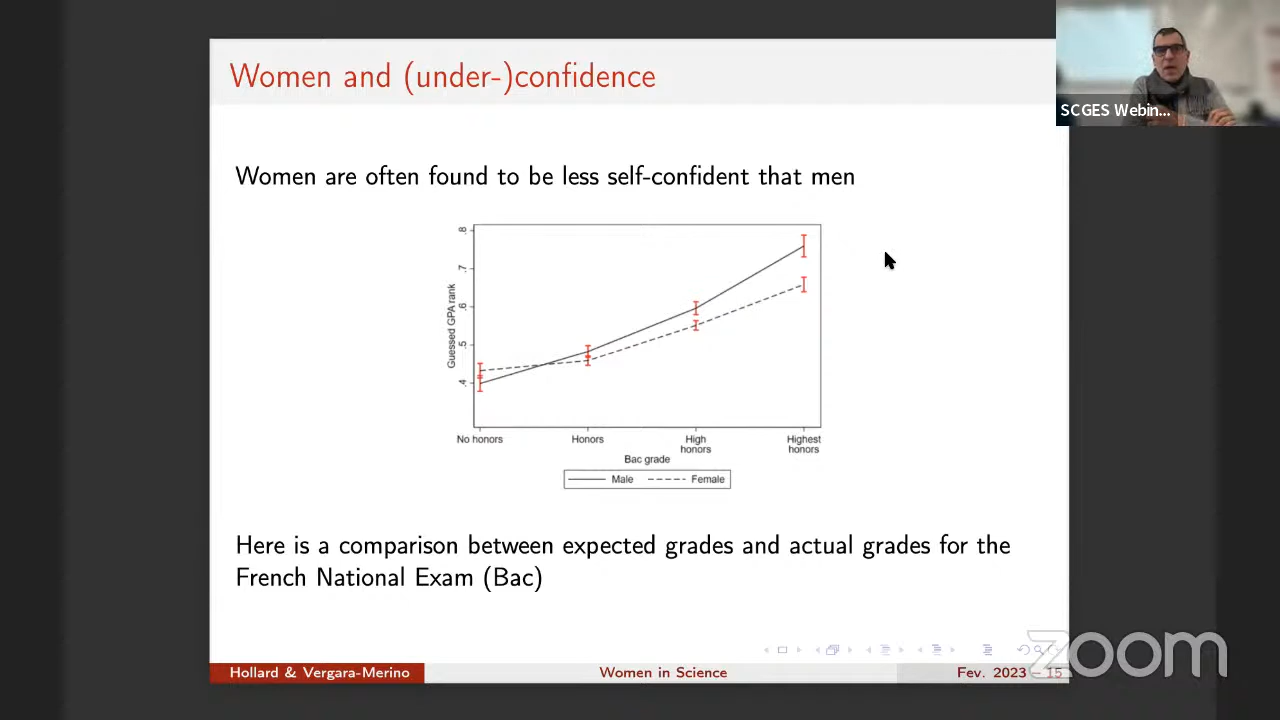 Women and (under-)confidence
SCGES Webin...
Women are often found to be less self-confident that men
.8
.7
.6
.5
.4
Guessed GPA rank
No honors
Honors
High
honors
Highest
honors
Bac grade
Male
Female
Here is a comparison between expected grades and actual grades for the
French National Exam (Bac)
Hollard & Vergara-Merino
Women in Science
Fev. 2023 – 15
zoom